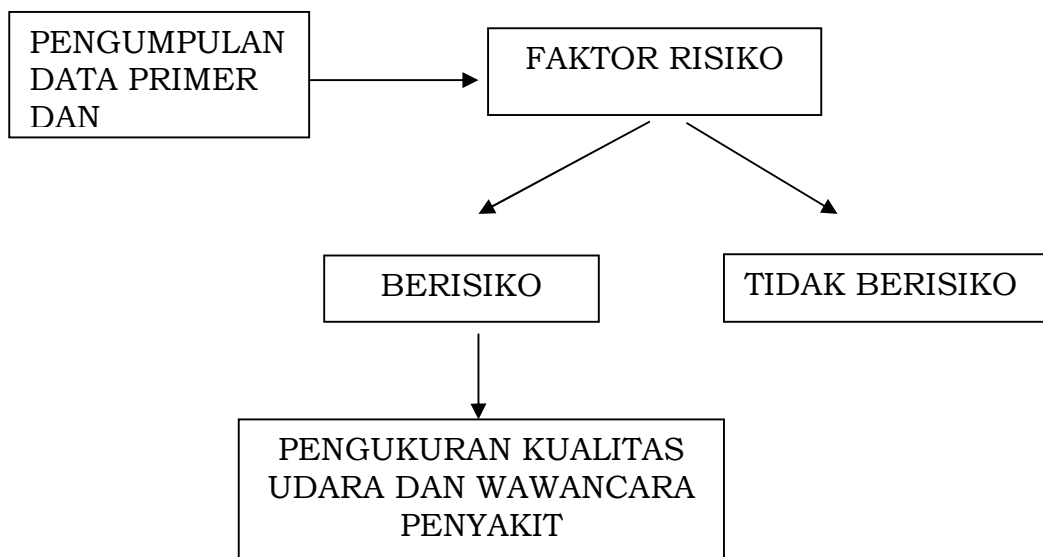 PENGUMPULAN
DATA PRIMER
DAN
FAKTOR RISIKO
BERISIKO
TIDAK BERISIKO
PENGUKURAN KUALITAS
UDARA DAN WAWANCARA
PENYAKIT